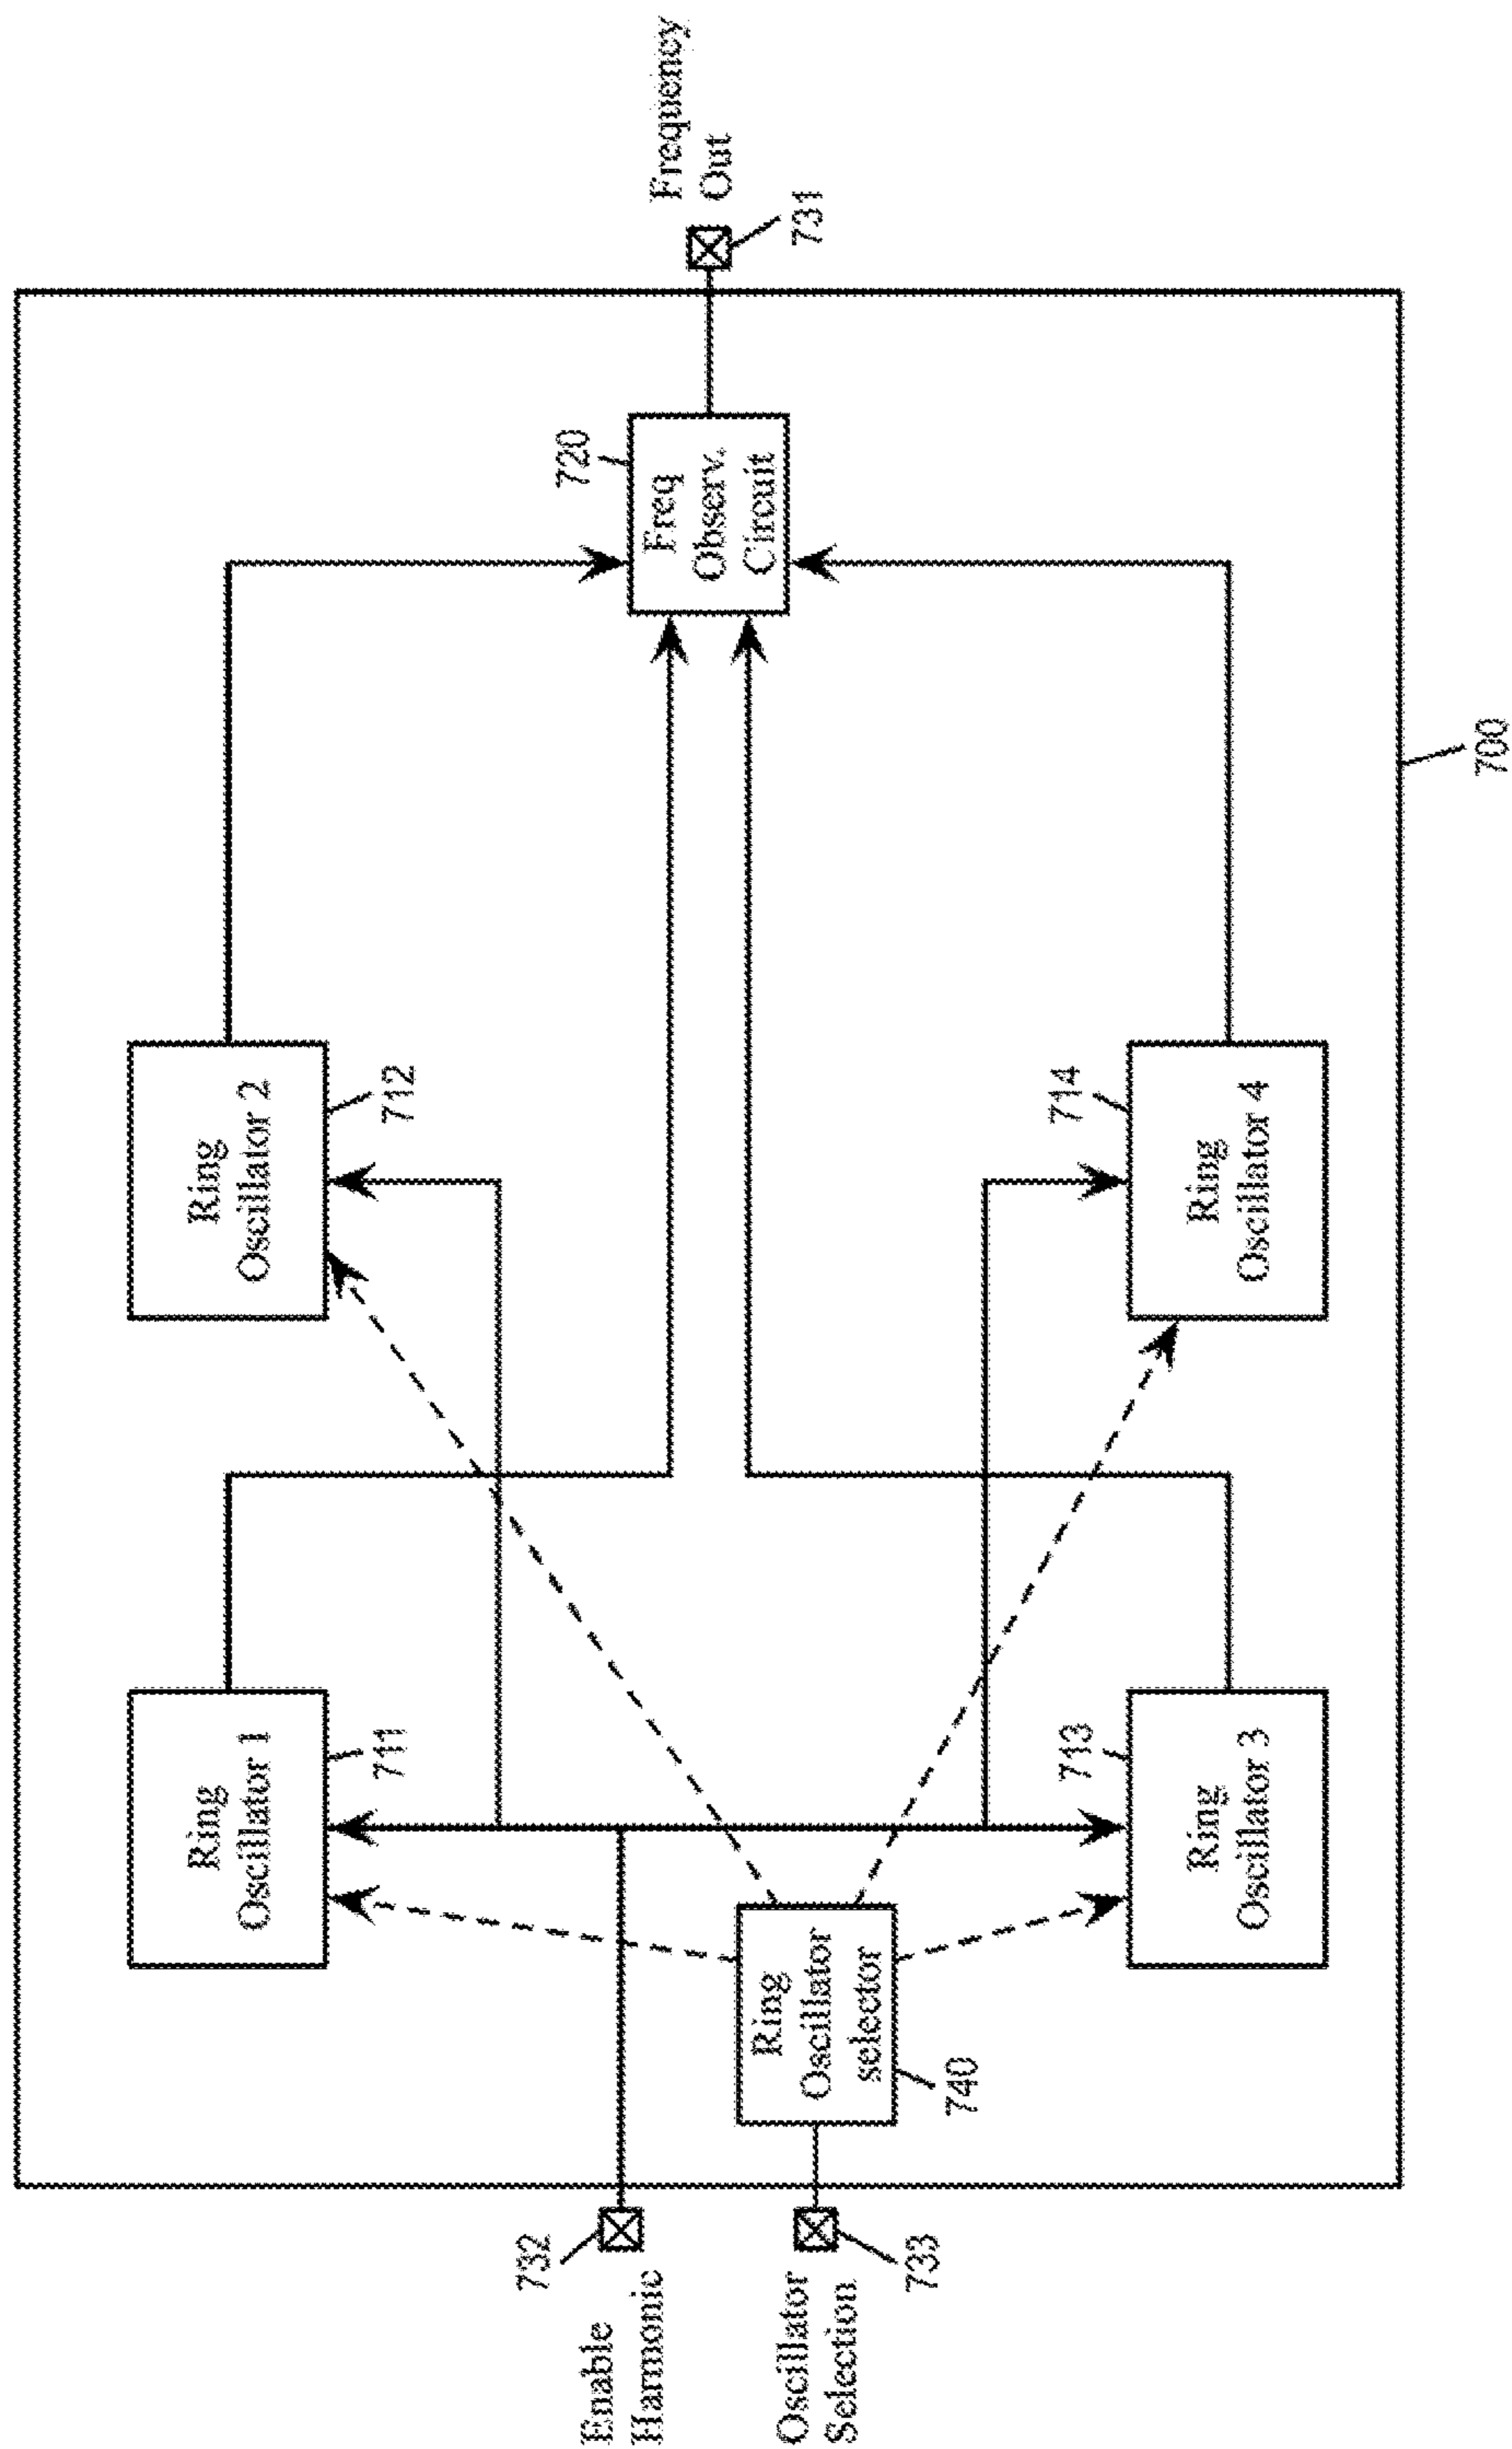 Ring
Oscillator 1
711
Ring
Oscillator 2
712
732
Enable
Harmonic
720
Freq
Observ.
Circuit
Frequency
Out
731
Oscillator
Selection
733
Ring
Oscillator
selector
740
713
Ring
Oscillator 3
714
Ring
Oscillator 4
700